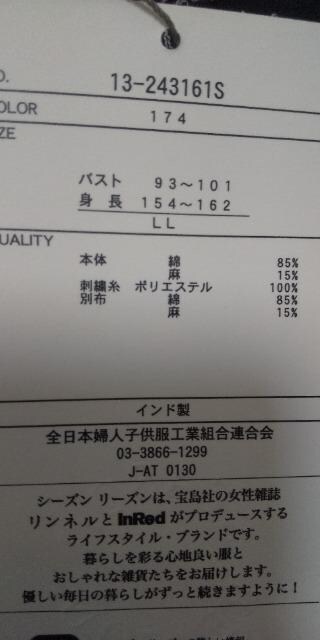 13-243161S
174
バスト 93〜101
身長 154〜162
LL
本体 綿 85%
麻 15%
刺繍糸 ポリエステル 100%
別布 綿 85%
麻 15%
インド製
全日本婦人子供服工業組合連合会
03-3866-1299
J-AT 0130
シーズン リーズンは、宝島社の女性雑誌
リンネルとInRedがプロデュースする
ライフスタイル・ブランドです。
暮らしを彩る心地良い服と
おしゃれな雑貨たちをお届けします。
優しい毎日の暮らしがずっと続きますように！